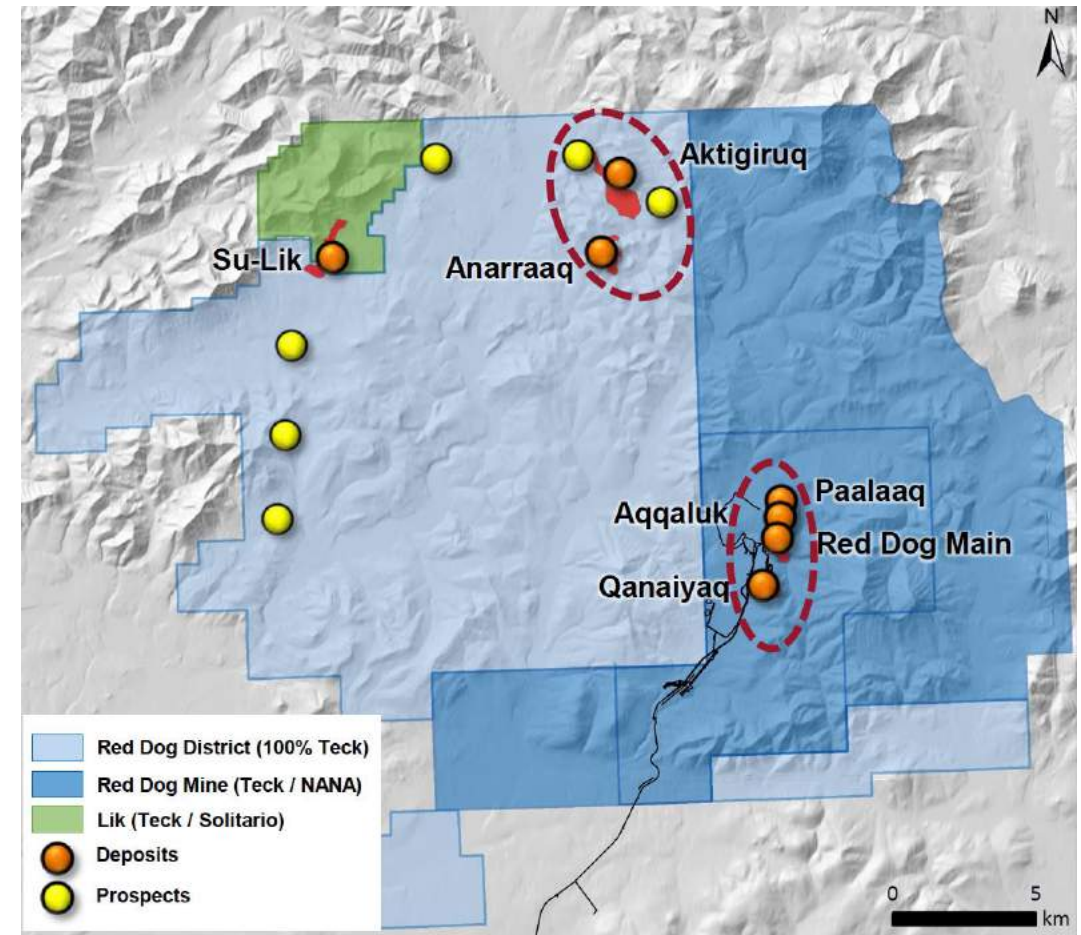 N
Aktigiruq
Su-Lik
Anarraaq
Paalaaq
Aqqaluk
Red Dog Main
Qanaiyaq
Red Dog District (100% Teck)
Red Dog Mine (Teck / NANA)
Lik (Teck / Solitario)
Deposits
Prospects
0 5
km